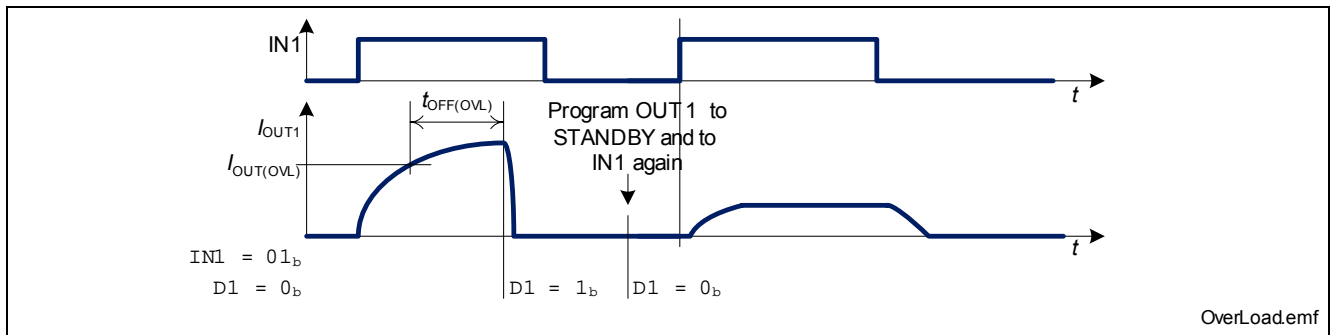 IN1
t
tOFF(OVL)
Program OUT1 to
STANDBY and to
IN1 again
IOUT1
IOUT(OVL)
t
IN1 = 01b
D1 = 0b
D1 = 1b
D1 = 0b
OverLoad.emf